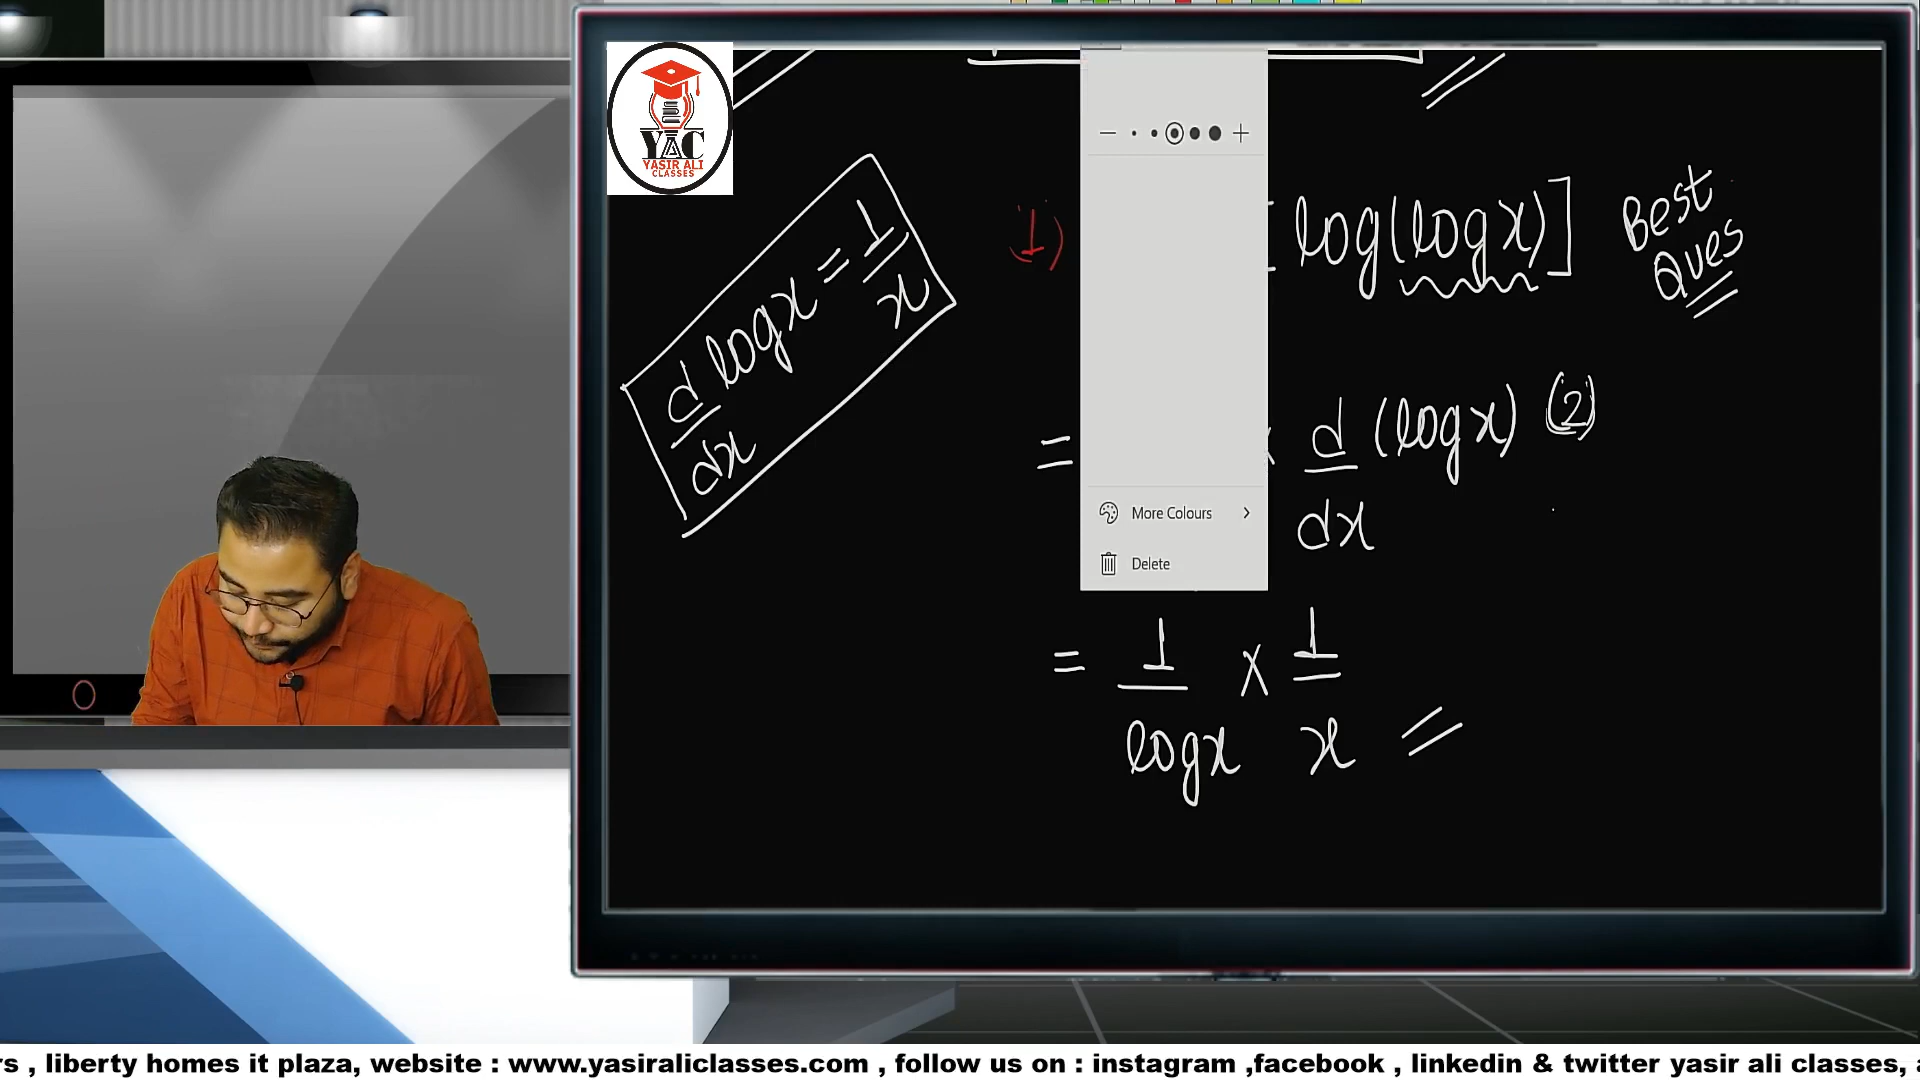 YAC
YASIR ALI
CLASSES
d/dx log x = 1/x
(1)
[log(log x)]
Best
Ques
=
× d/dx (log x) (2)
More Colours
Delete
= 1/log x × 1/x
rs , liberty homes it plaza, website : www.yasiraliclasses.com , follow us on : instagram ,facebook , linkedin & twitter yasir ali classes, a